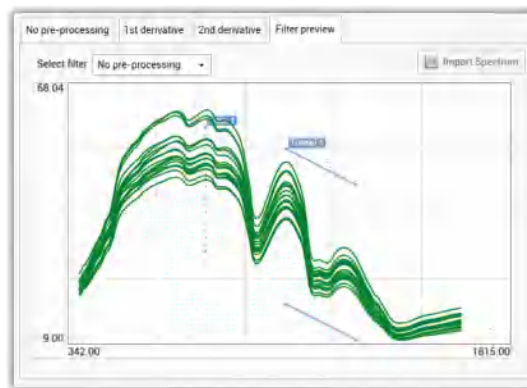 No pre-processing 1st derivative 2nd derivative Filter preview
Select filter No pre-processing Import Spectrum
68.04
9.00
342.00 1815.00